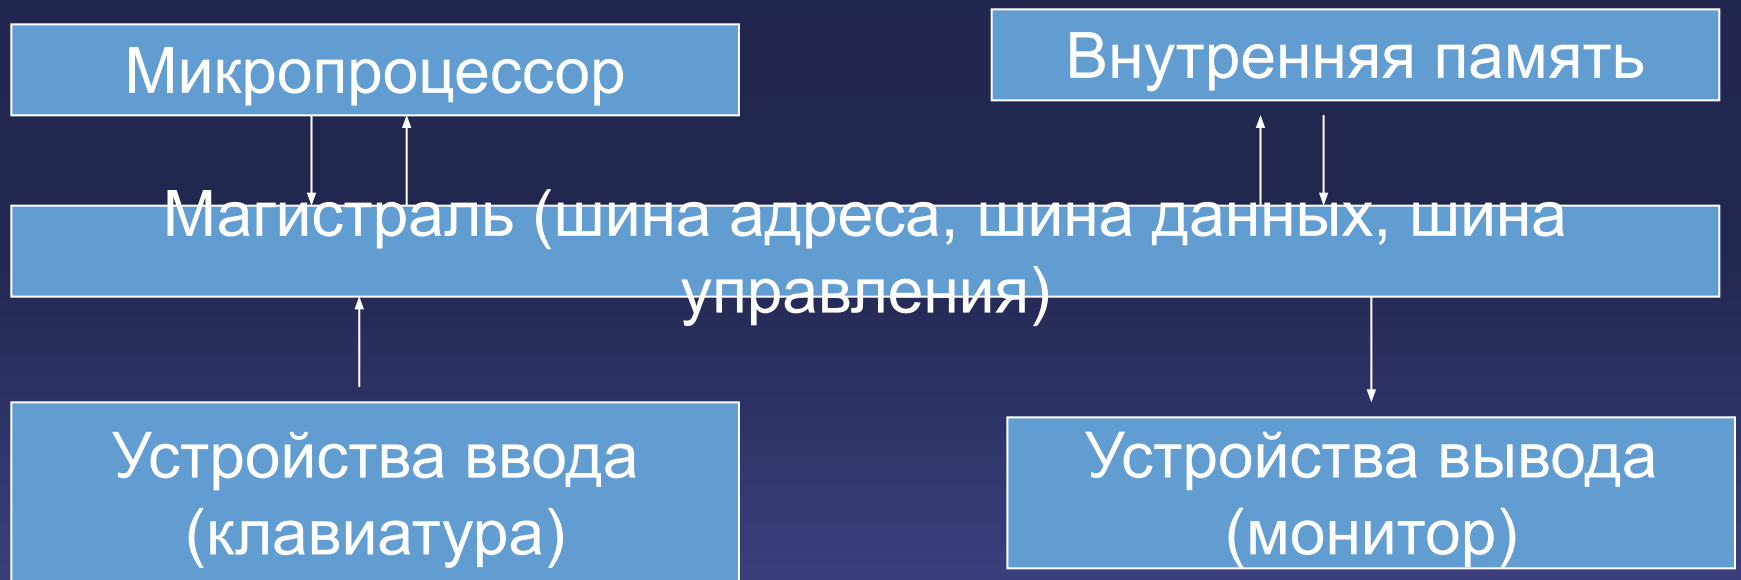 Микропроцессор
Внутренняя память
Магистраль (шина адреса, шина данных, шина
управления)
Устройства ввода
(клавиатура)
Устройства вывода
(монитор)